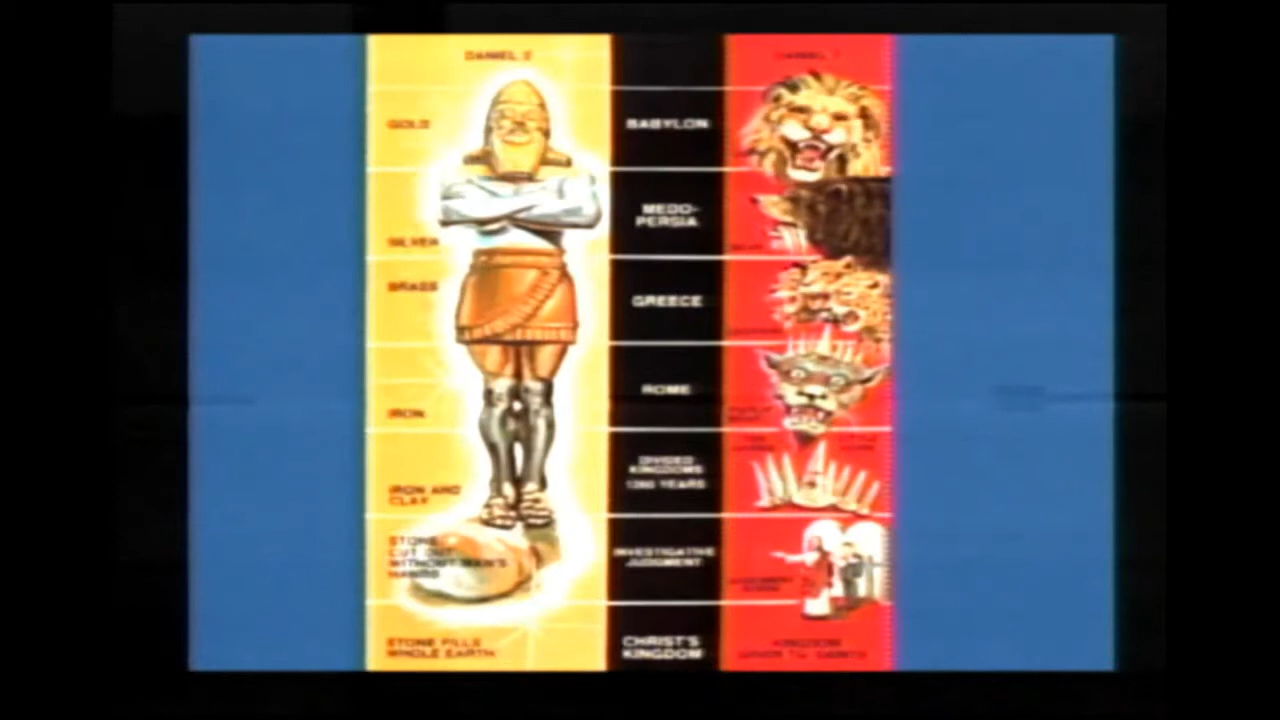 DANIEL 2
GOLD
BABYLON
MEDO-
PERSIA
SILVER
BRASS
GREECE
ROME
IRON
DIVIDED
KINGDOMS
1260 YEARS
IRON AND
CLAY
STONE
CUT OUT
WITHOUT MAN'S
HANDS
INVESTIGATIVE
JUDGMENT
STONE FILLS
WHOLE EARTH
CHRIST'S
KINGDOM
KINGDOM